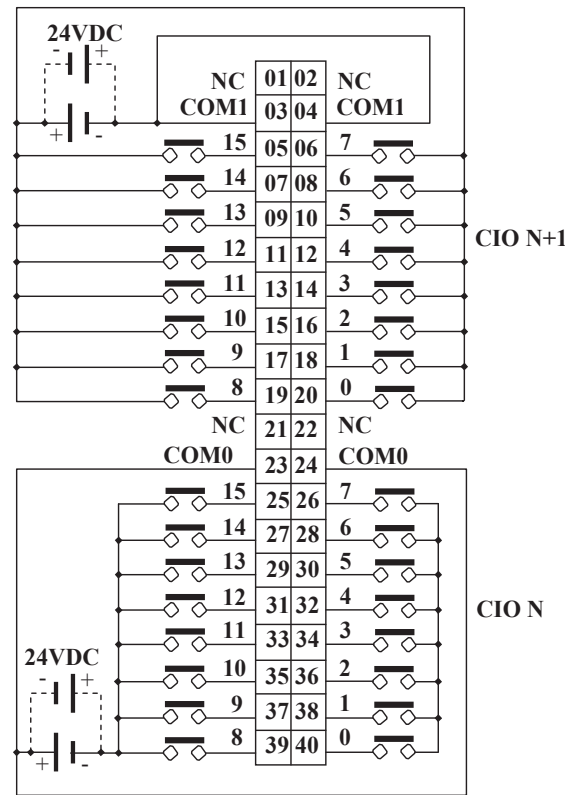 24VDC
- +
+ -
NC 01 02 NC
COM1 03 04 COM1
15 05 06 7
14 07 08 6
13 09 10 5
12 11 12 4
11 13 14 3
10 15 16 2
9 17 18 1
8 19 20 0
CIO N+1
NC 21 22 NC
COM0 23 24 COM0
15 25 26 7
14 27 28 6
13 29 30 5
12 31 32 4
11 33 34 3
10 35 36 2
9 37 38 1
8 39 40 0
CIO N
24VDC
- +
+ -